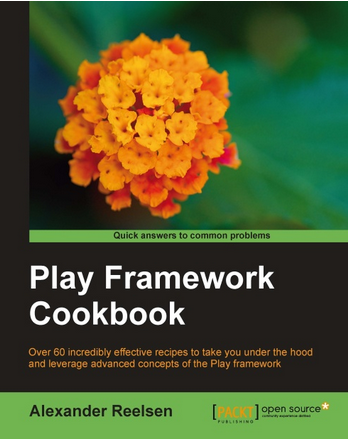 Quick answers to common problems
Play Framework
Cookbook
Over 60 incredibly effective recipes to take you under the hood
and leverage advanced concepts of the Play framework
Alexander Reelsen
[PACKT] open source*
PUBLISHING community experience distilled